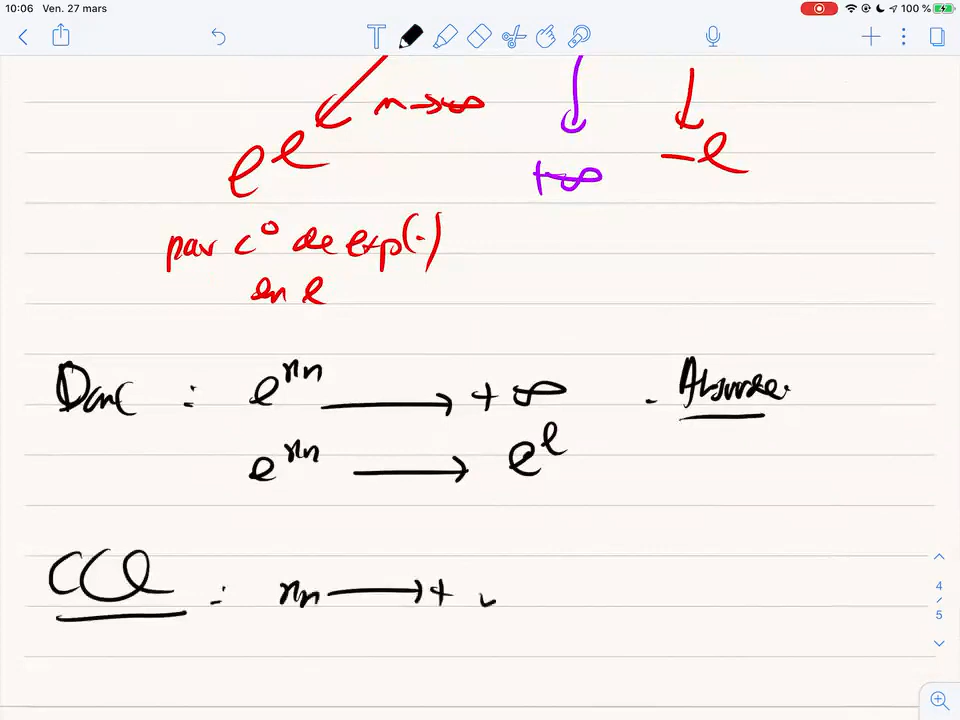 10:06 Ven. 27 mars 100 %
n → ∞
e^l +∞ -l
par c° de exp(·)
en l
Donc : e^{xn} ⟶ +∞ . Absurde.
e^{xn} ⟶ e^l
4
/
5
CCL : xn ⟶ +